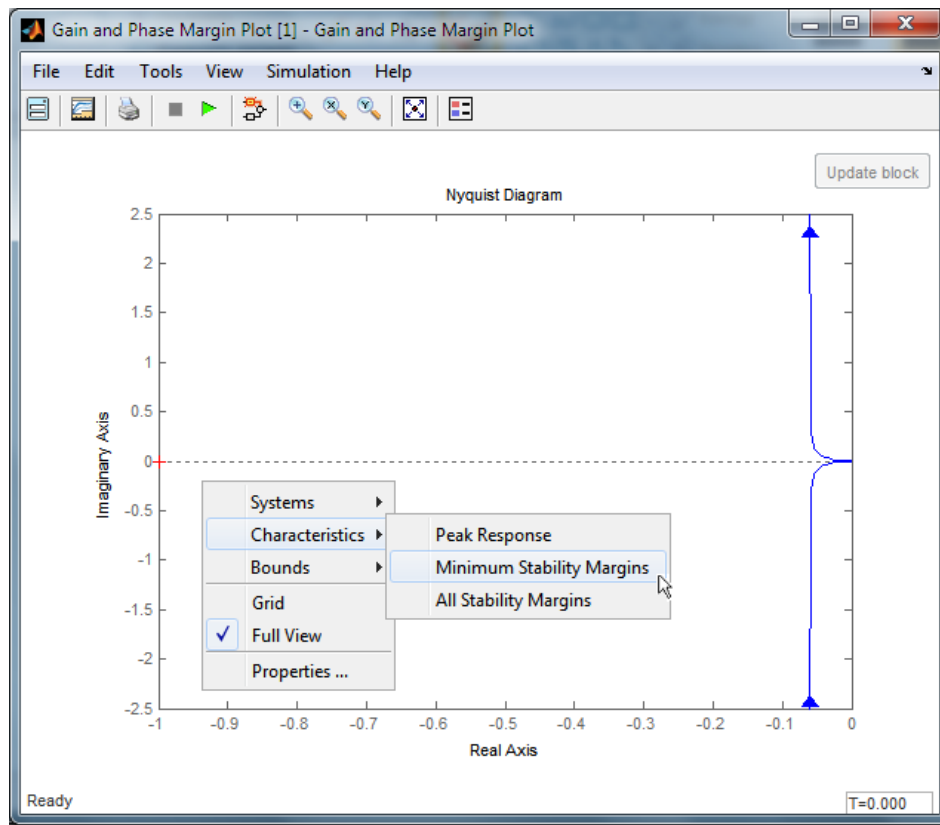 Gain and Phase Margin Plot [1] - Gain and Phase Margin Plot
File Edit Tools View Simulation Help
Update block
Nyquist Diagram
2.5
2
1.5
1
0.5
0
-0.5
-1
-1.5
-2
-2.5
Imaginary Axis
Systems
Characteristics
Bounds
Grid
Full View
Properties ...
Peak Response
Minimum Stability Margins
All Stability Margins
-1 -0.9 -0.8 -0.7 -0.6 -0.5 -0.4 -0.3 -0.2 -0.1 0
Real Axis
Ready T=0.000